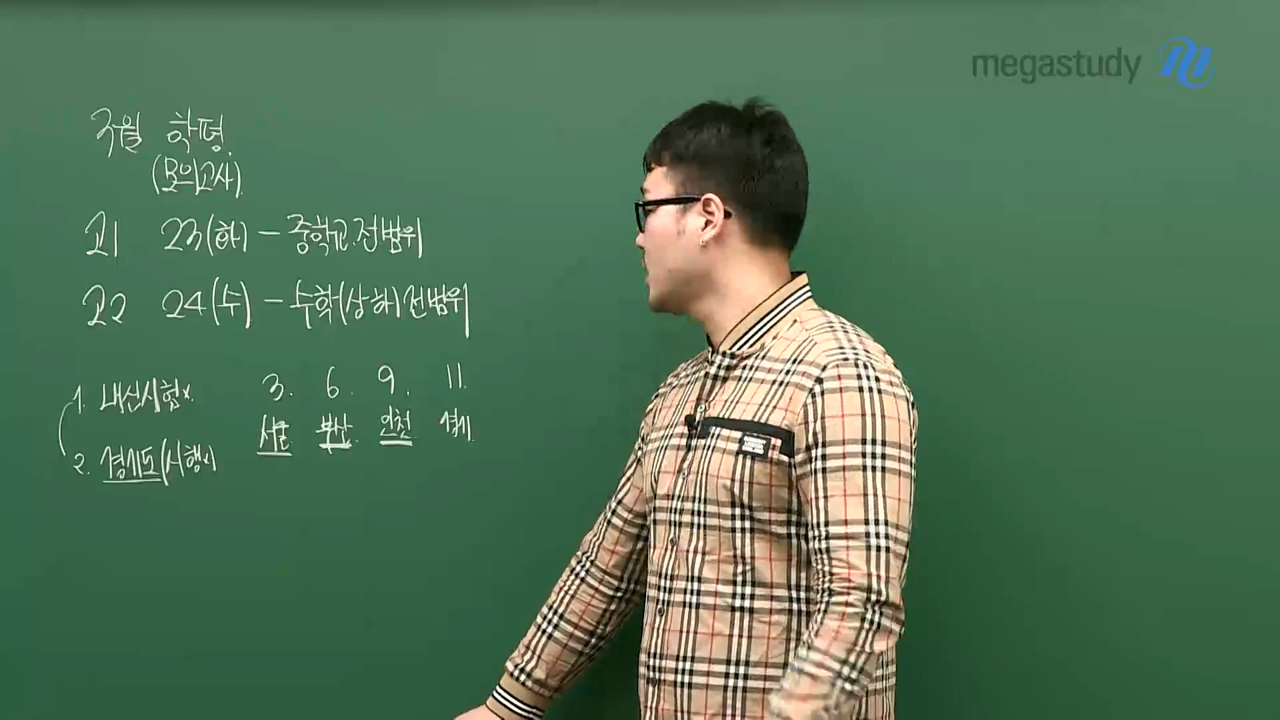 megastudy
3월 학평
(모의고사)
고1 23(화) - 중학교 전범위
고2 24(수) - 수학(상하) 전범위
1. 내신시험x.
3. 6. 9. 11.
서울 부산 인천 경기
2. 경기도(시행x